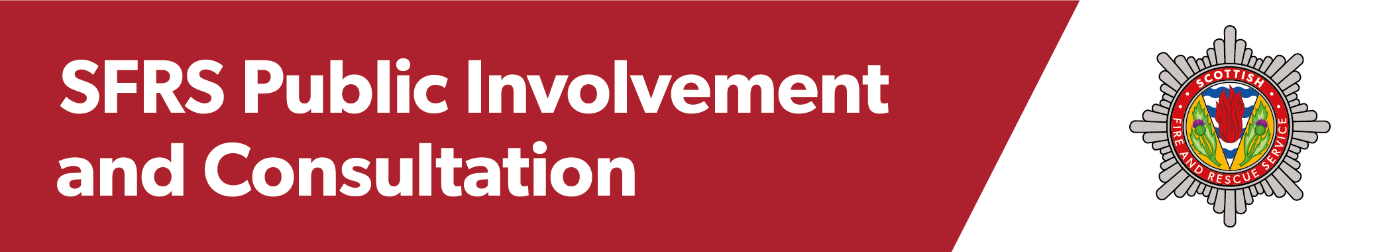 SFRS Public Involvement
and Consultation
SCOTTISH
FIRE AND RESCUE SERVICE